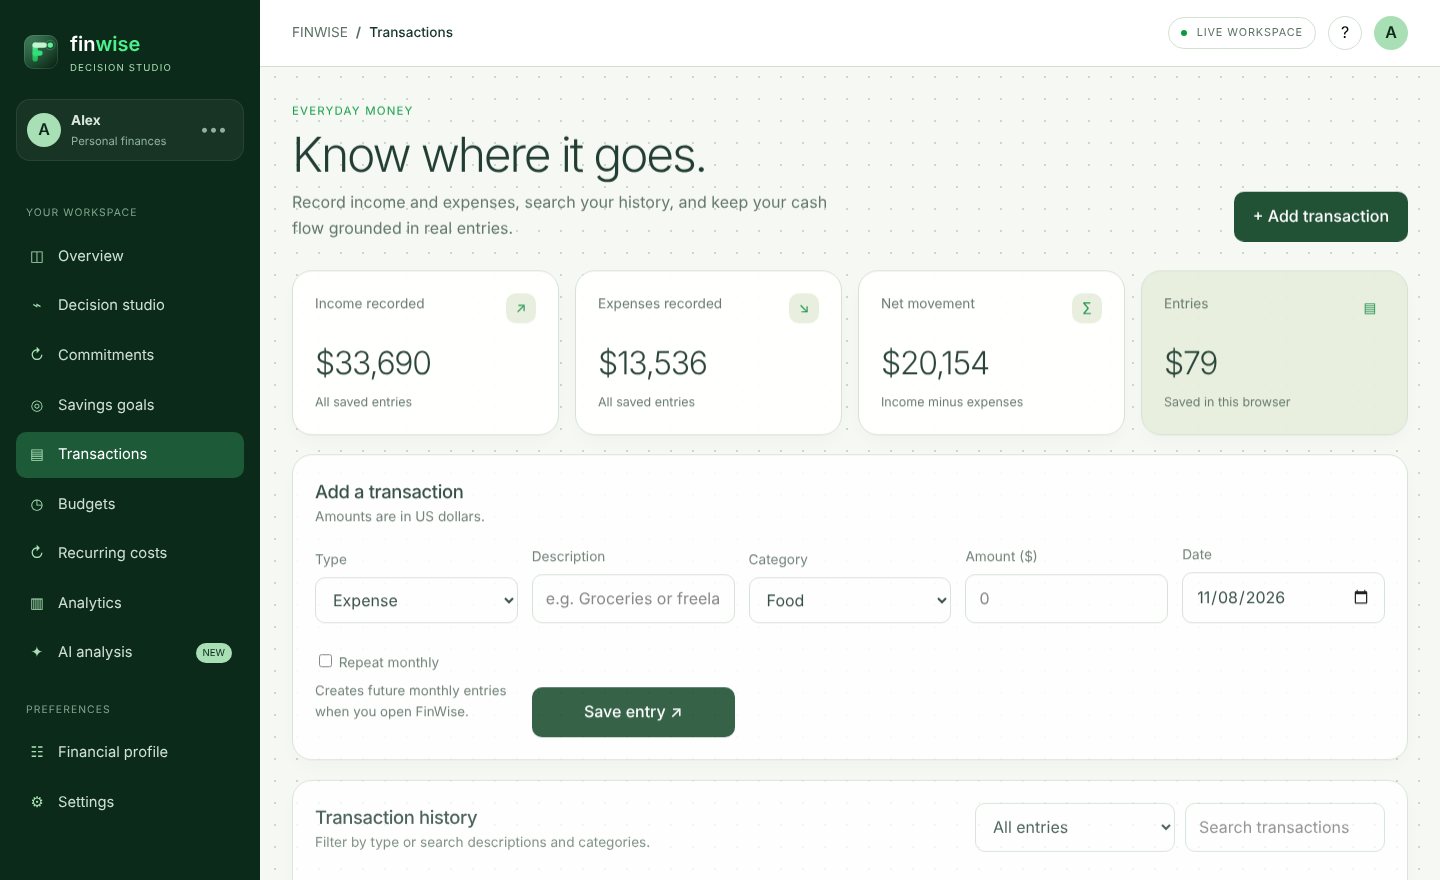 finwise
DECISION STUDIO
A
Alex
Personal finances
YOUR WORKSPACE
Overview
Decision studio
Commitments
Savings goals
Transactions
Budgets
Recurring costs
Analytics
AI analysis
NEW
PREFERENCES
Financial profile
Settings
FINWISE / Transactions
LIVE WORKSPACE
?
A
EVERYDAY MONEY
Know where it goes.
Record income and expenses, search your history, and keep your cash
flow grounded in real entries.
+ Add transaction
Income recorded
↗
$33,690
All saved entries
Expenses recorded
↘
$13,536
All saved entries
Net movement
Σ
$20,154
Income minus expenses
Entries
$79
Saved in this browser
Add a transaction
Amounts are in US dollars.
Type
Expense
Description
e.g. Groceries or freela
Category
Food
Amount ($)
0
Date
11/08/2026
Repeat monthly
Creates future monthly entries
when you open FinWise.
Save entry ↗
Transaction history
Filter by type or search descriptions and categories.
All entries
Search transactions